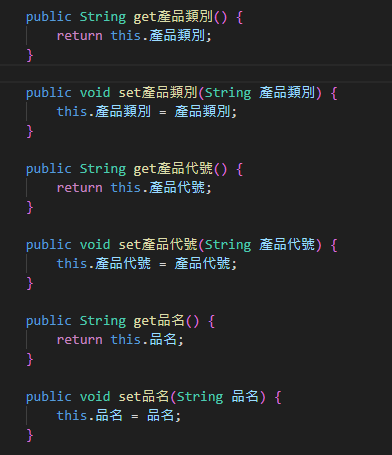 public String get產品類別() {
return this.產品類別;
}
public void set產品類別(String 產品類別) {
this.產品類別 = 產品類別;
}
public String get產品代號() {
return this.產品代號;
}
public void set產品代號(String 產品代號) {
this.產品代號 = 產品代號;
}
public String get品名() {
return this.品名;
}
public void set品名(String 品名) {
this.品名 = 品名;
}